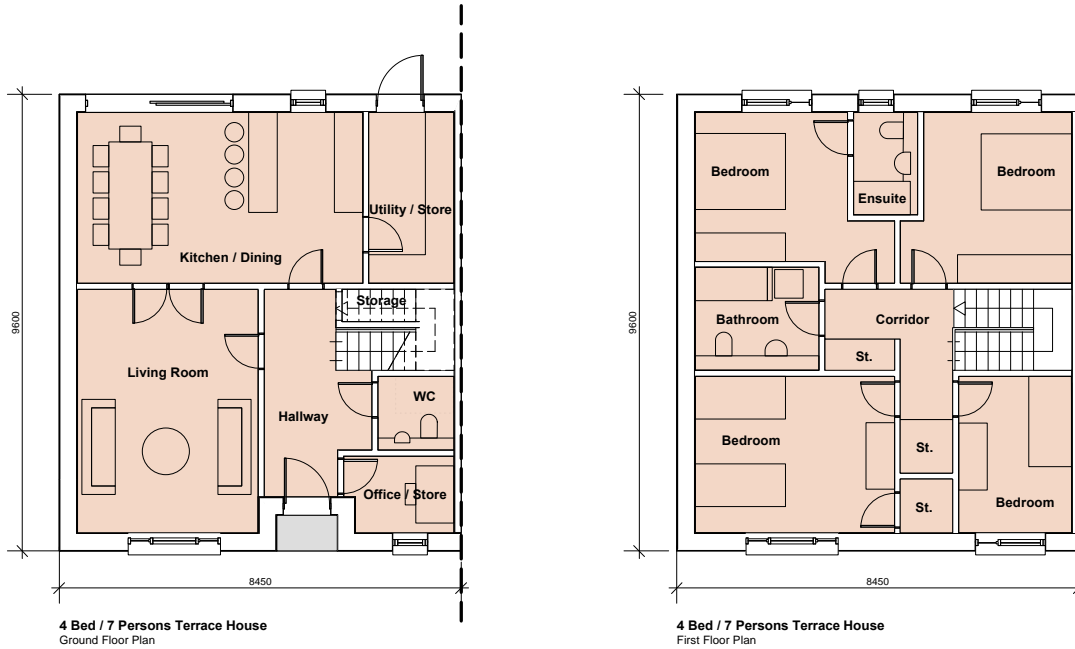 Utility / Store
Kitchen / Dining
Storage
Living Room
WC
Hallway
Office / Store
9600
8450
4 Bed / 7 Persons Terrace House
Ground Floor Plan
Bedroom
Bedroom
Ensuite
Bathroom
Corridor
St.
Bedroom
St.
St.
Bedroom
9600
8450
4 Bed / 7 Persons Terrace House
First Floor Plan